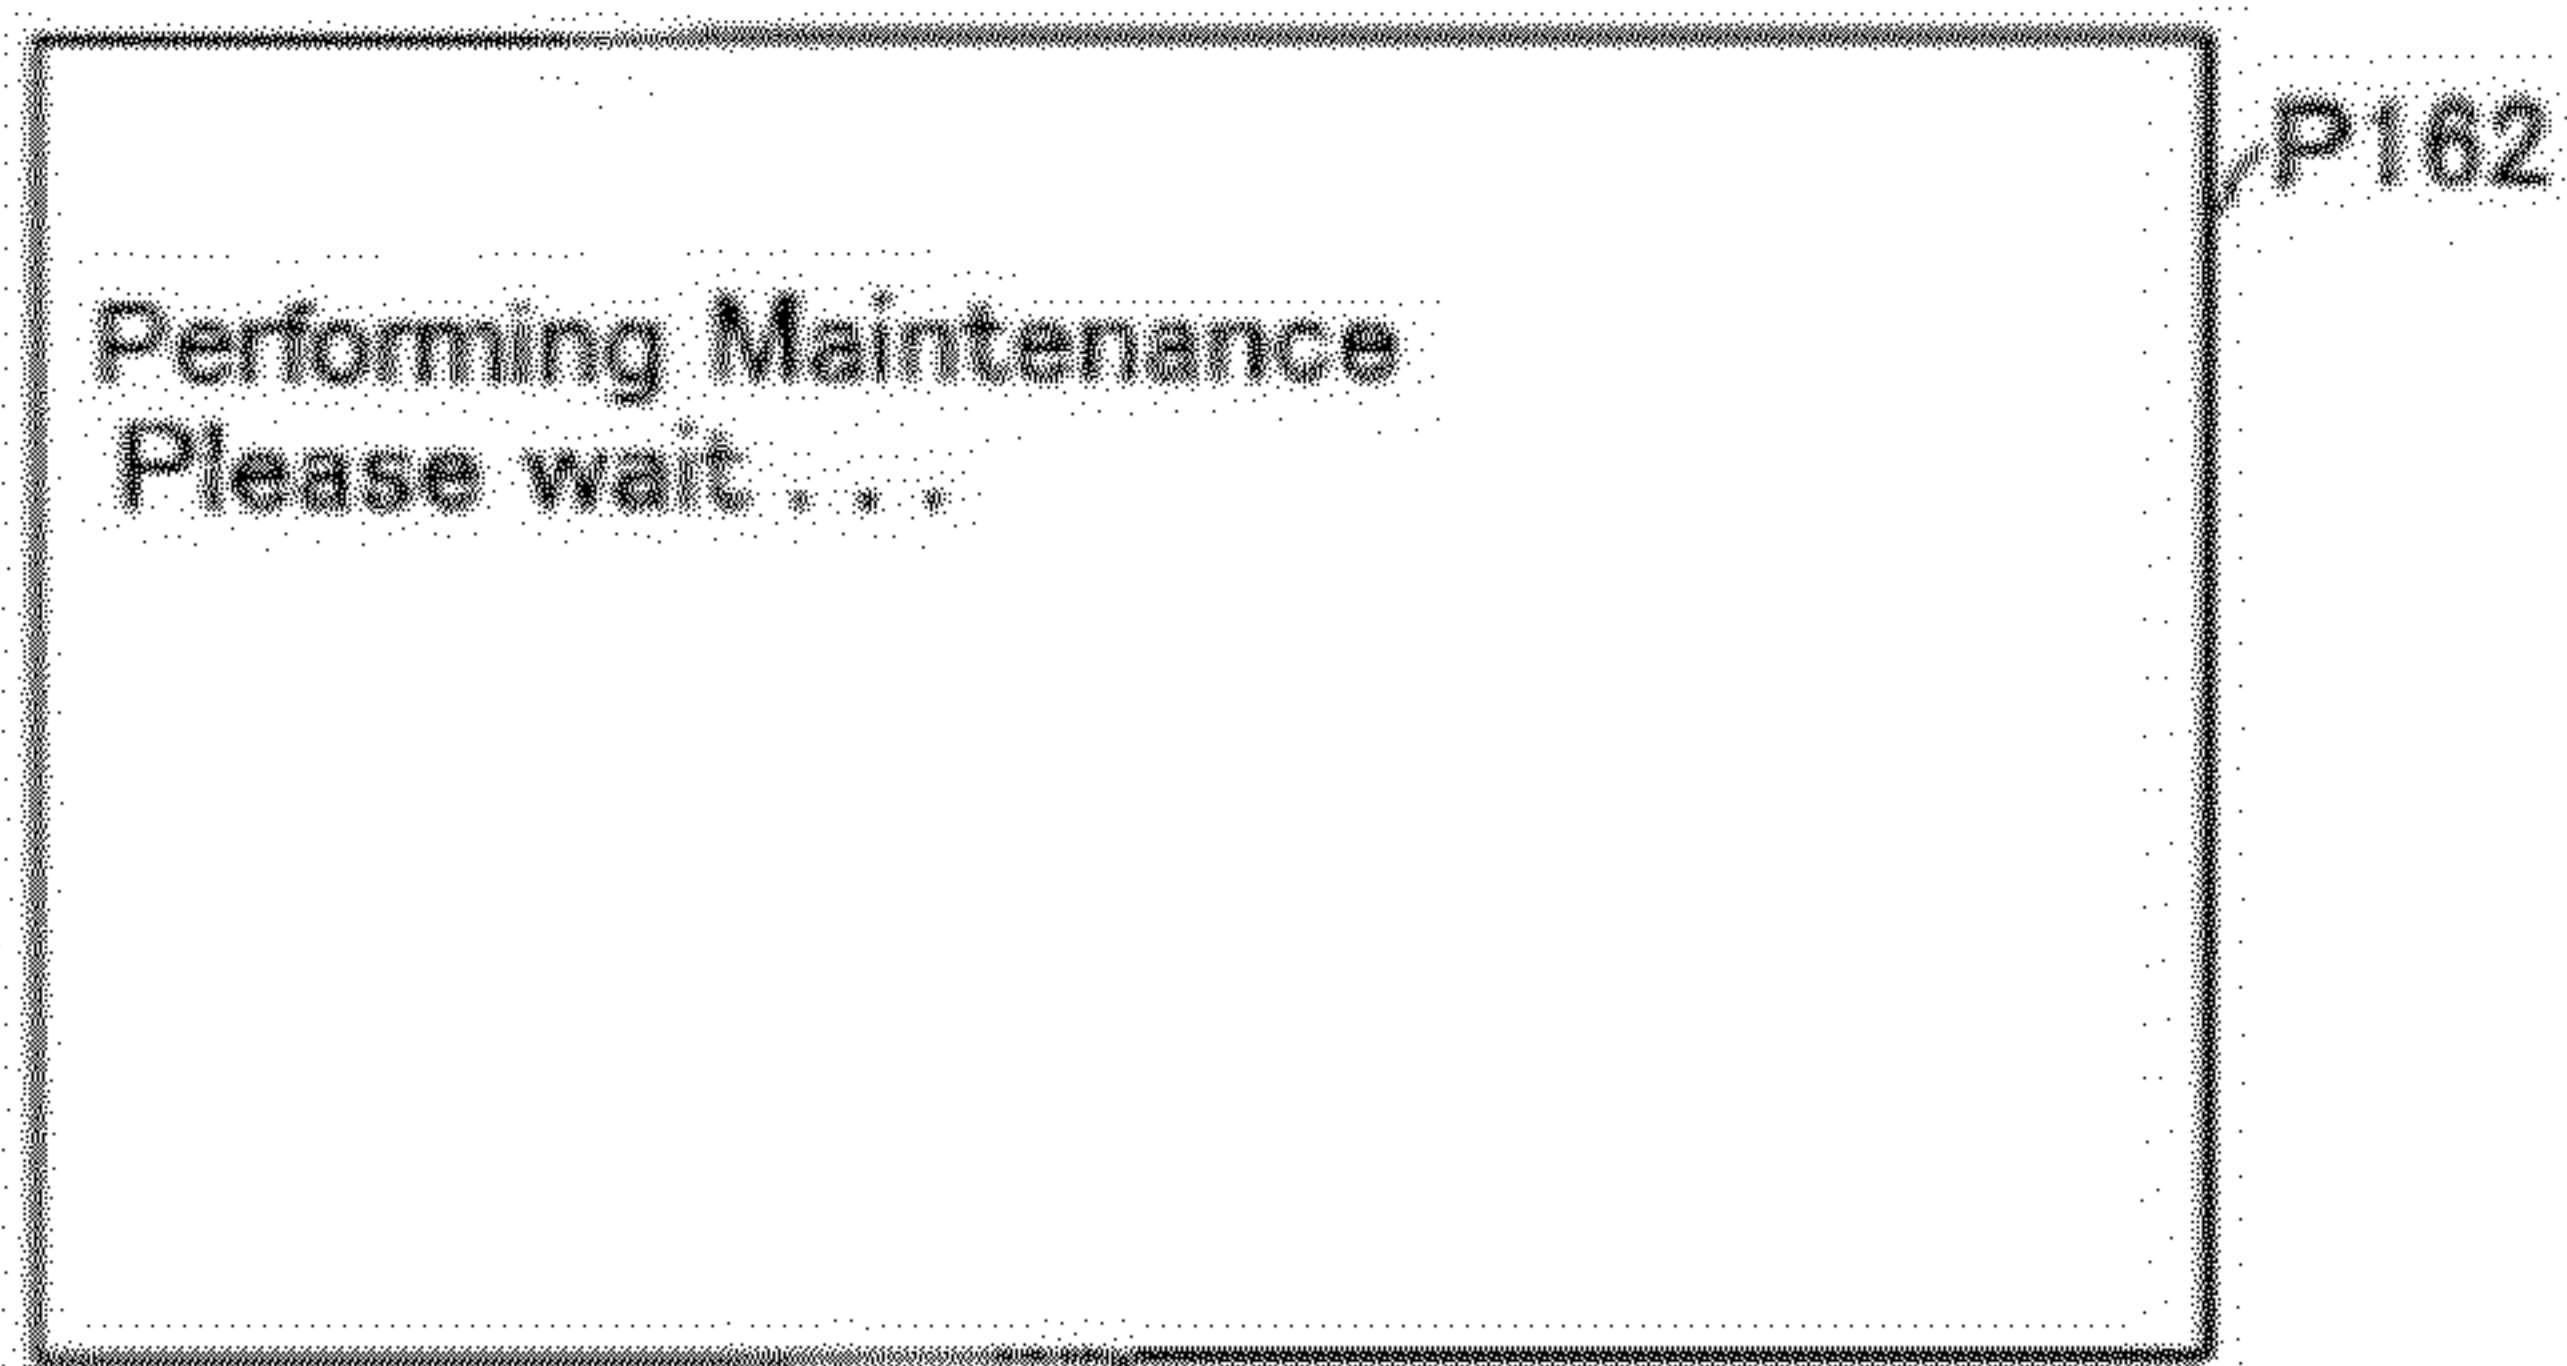 P162
Performing Maintenance
Please wait . . .